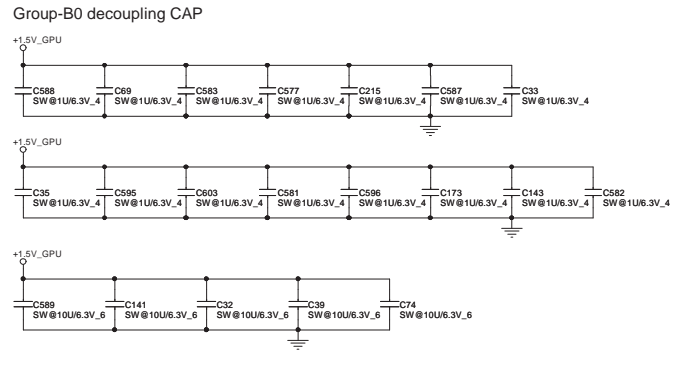 Group-B0 decoupling CAP
+1.5V_GPU
C588 C69 C583 C577 C215 C587 C33
SW@1U/6.3V_4 SW@1U/6.3V_4 SW@1U/6.3V_4 SW@1U/6.3V_4 SW@1U/6.3V_4 SW@1U/6.3V_4 SW@1U/6.3V_4
+1.5V_GPU
C35 C595 C603 C581 C596 C173 C143 C582
SW@1U/6.3V_4 SW@1U/6.3V_4 SW@1U/6.3V_4 SW@1U/6.3V_4 SW@1U/6.3V_4 SW@1U/6.3V_4 SW@1U/6.3V_4 SW@1U/6.3V_4
+1.5V_GPU
C589 C141 C32 C39 C74
SW@10U/6.3V_6 SW@10U/6.3V_6 SW@10U/6.3V_6 SW@10U/6.3V_6 SW@10U/6.3V_6